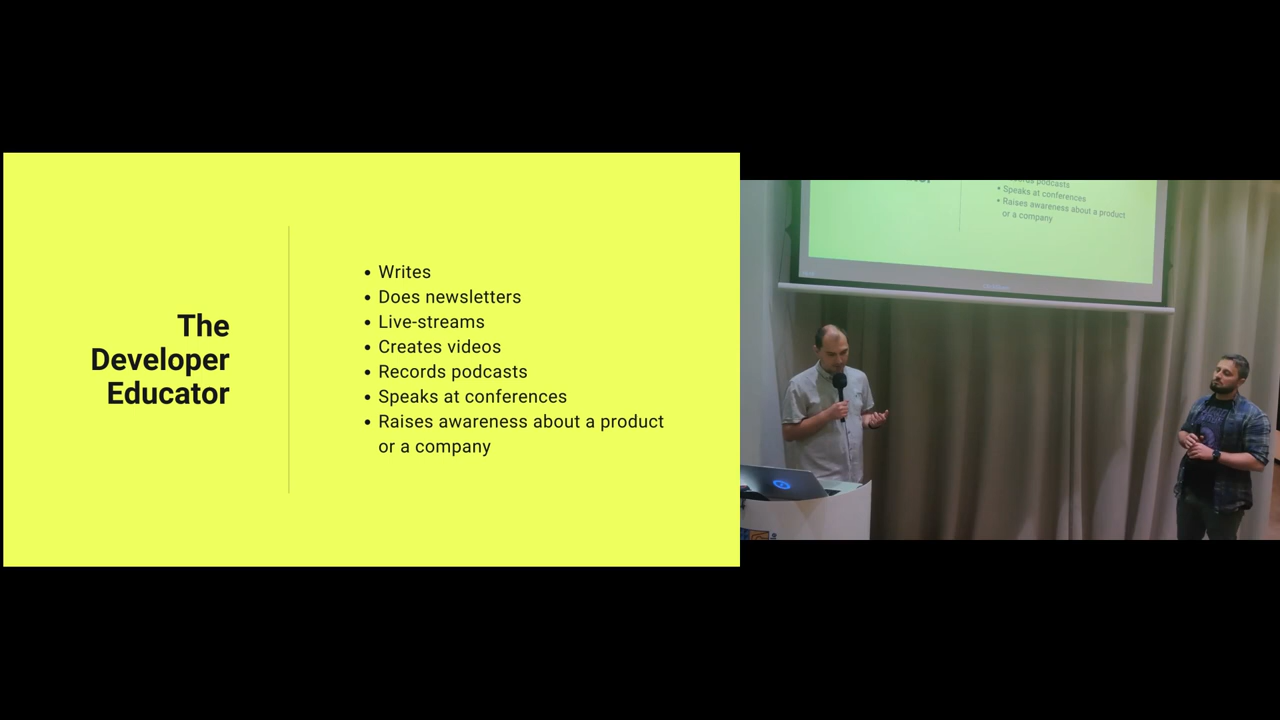 The
Developer
Educator
• Writes
• Does newsletters
• Live-streams
• Creates videos
• Records podcasts
• Speaks at conferences
• Raises awareness about a product
or a company
podcasts
• Speaks at conferences
• Raises awareness about a product
or a company